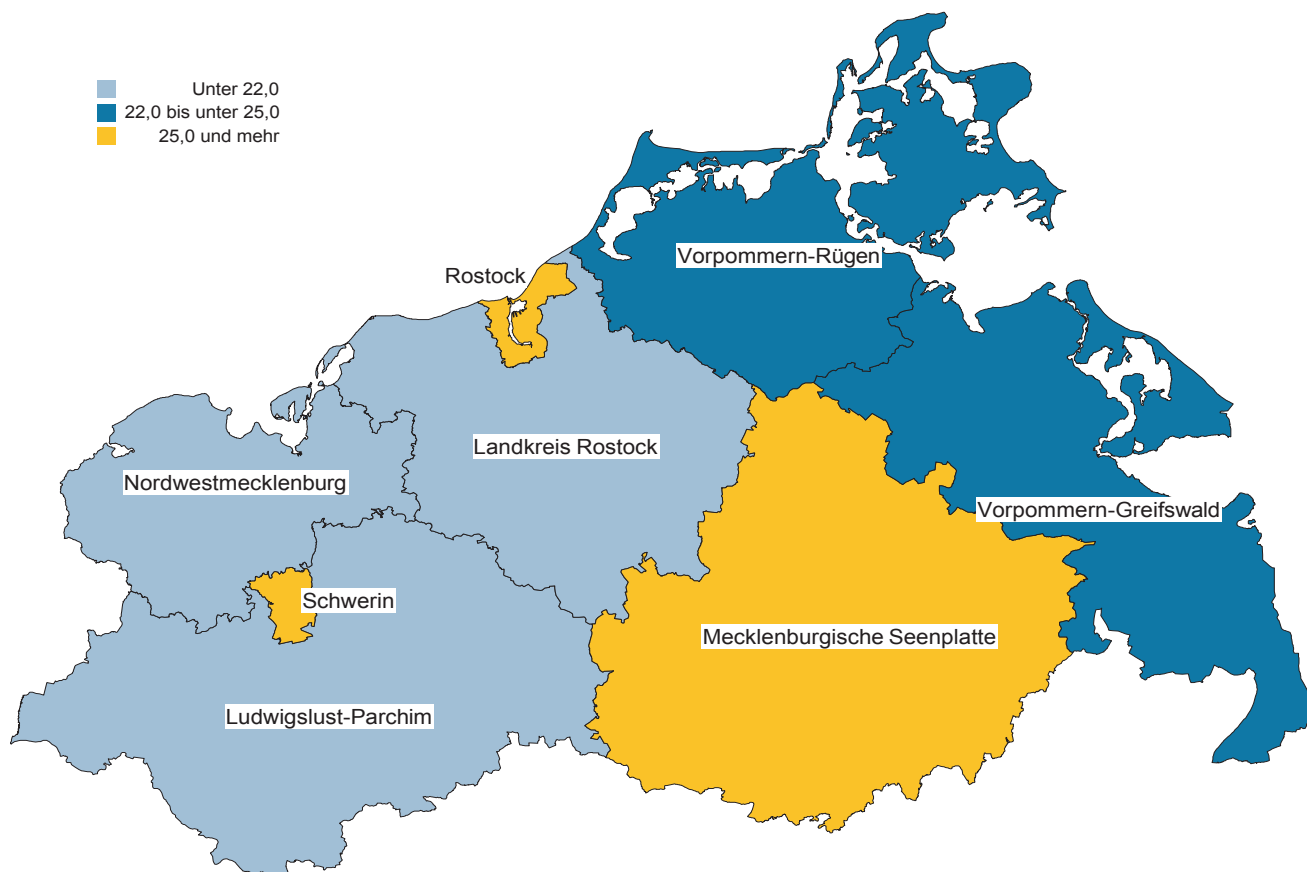 Unter 22,0
22,0 bis unter 25,0
25,0 und mehr
Vorpommern-Rügen
Rostock
Landkreis Rostock
Nordwestmecklenburg
Vorpommern-Greifswald
Schwerin
Mecklenburgische Seenplatte
Ludwigslust-Parchim